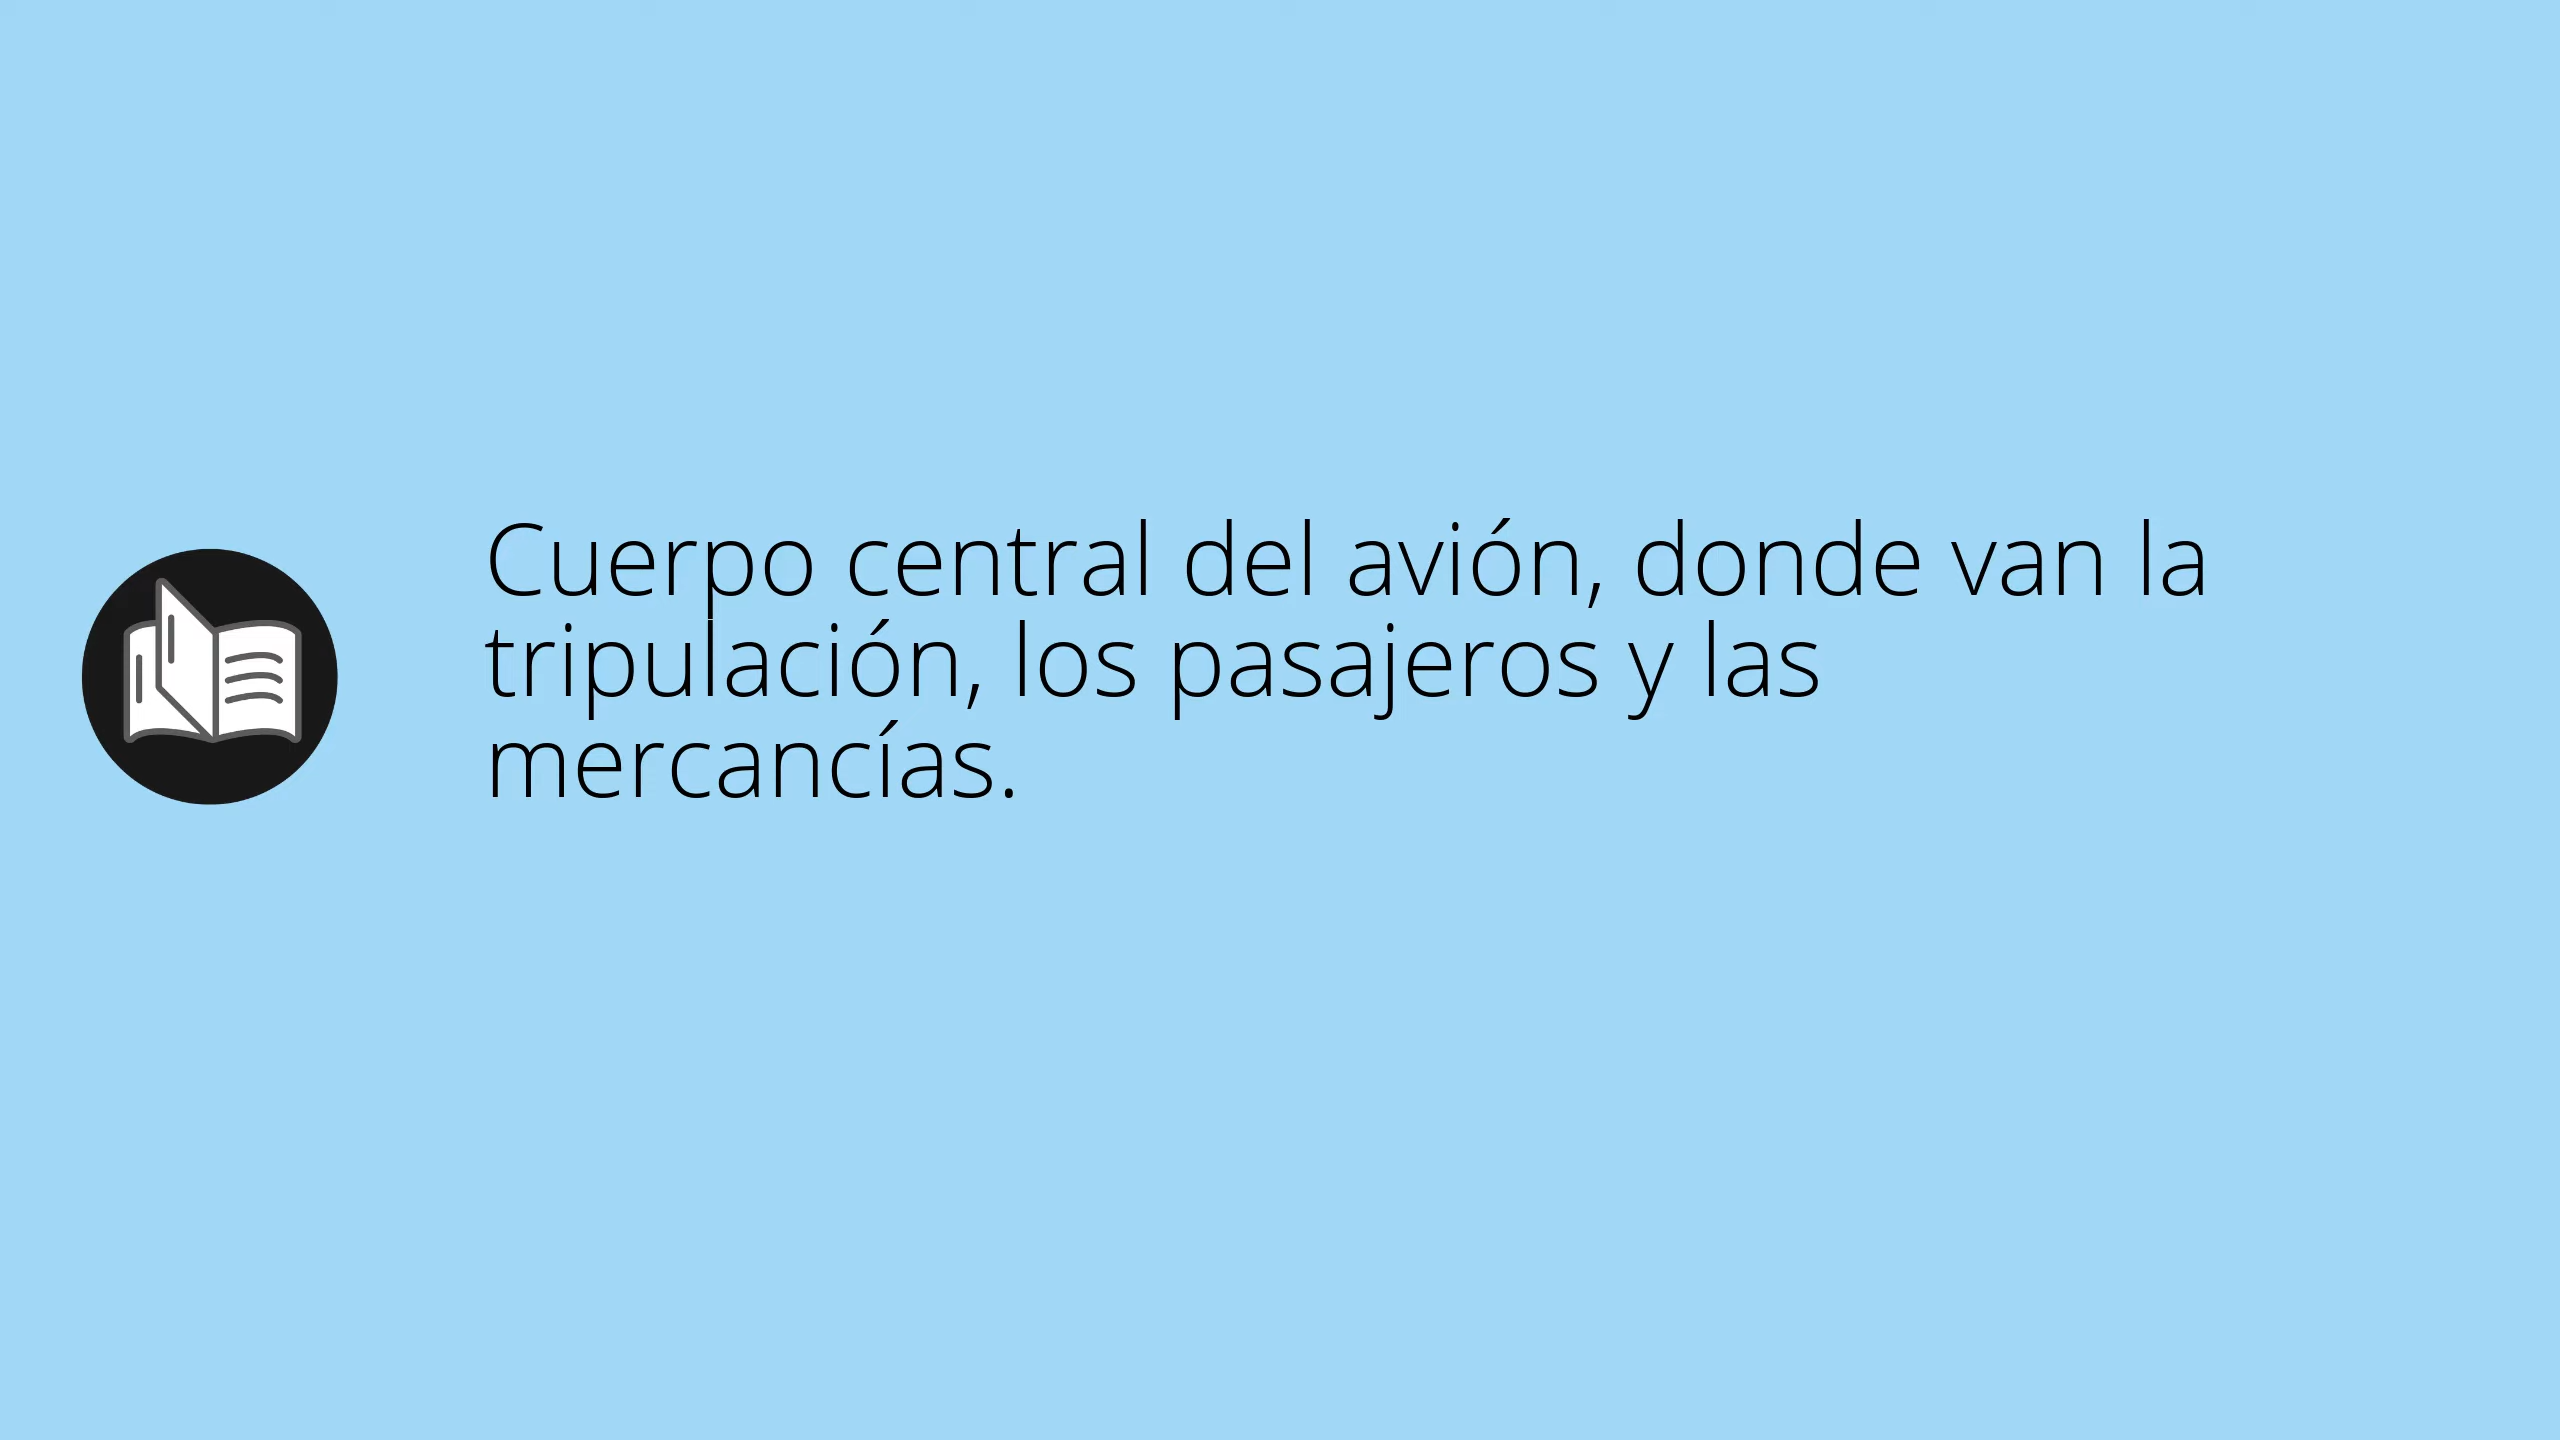 Cuerpo central del avión, donde van la
tripulación, los pasajeros y las
mercancías.